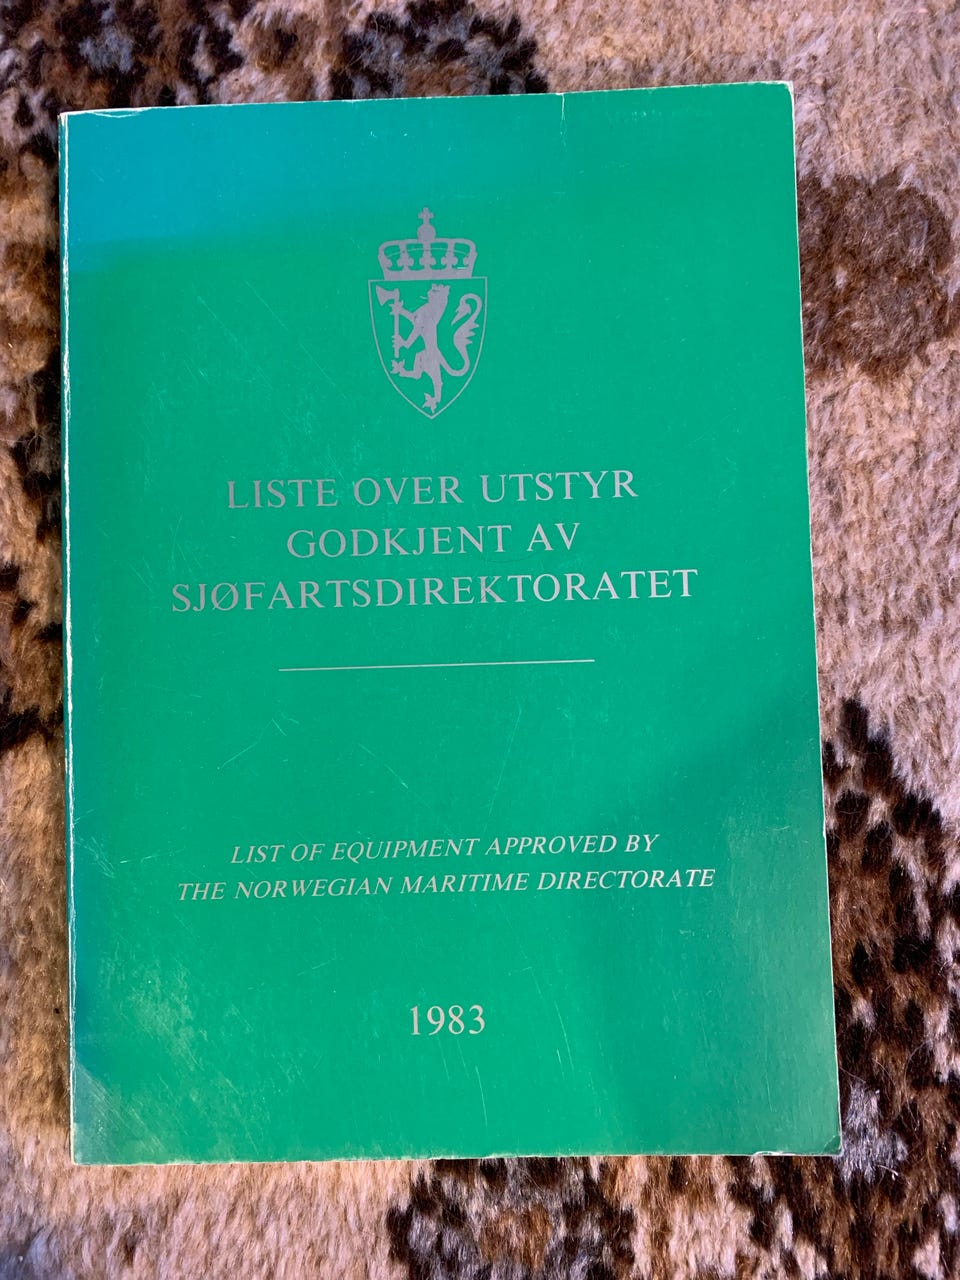 LISTE OVER UTSTYR
GODKJENT AV
SJØFARTSDIREKTORATET
LIST OF EQUIPMENT APPROVED BY
THE NORWEGIAN MARITIME DIRECTORATE
1983